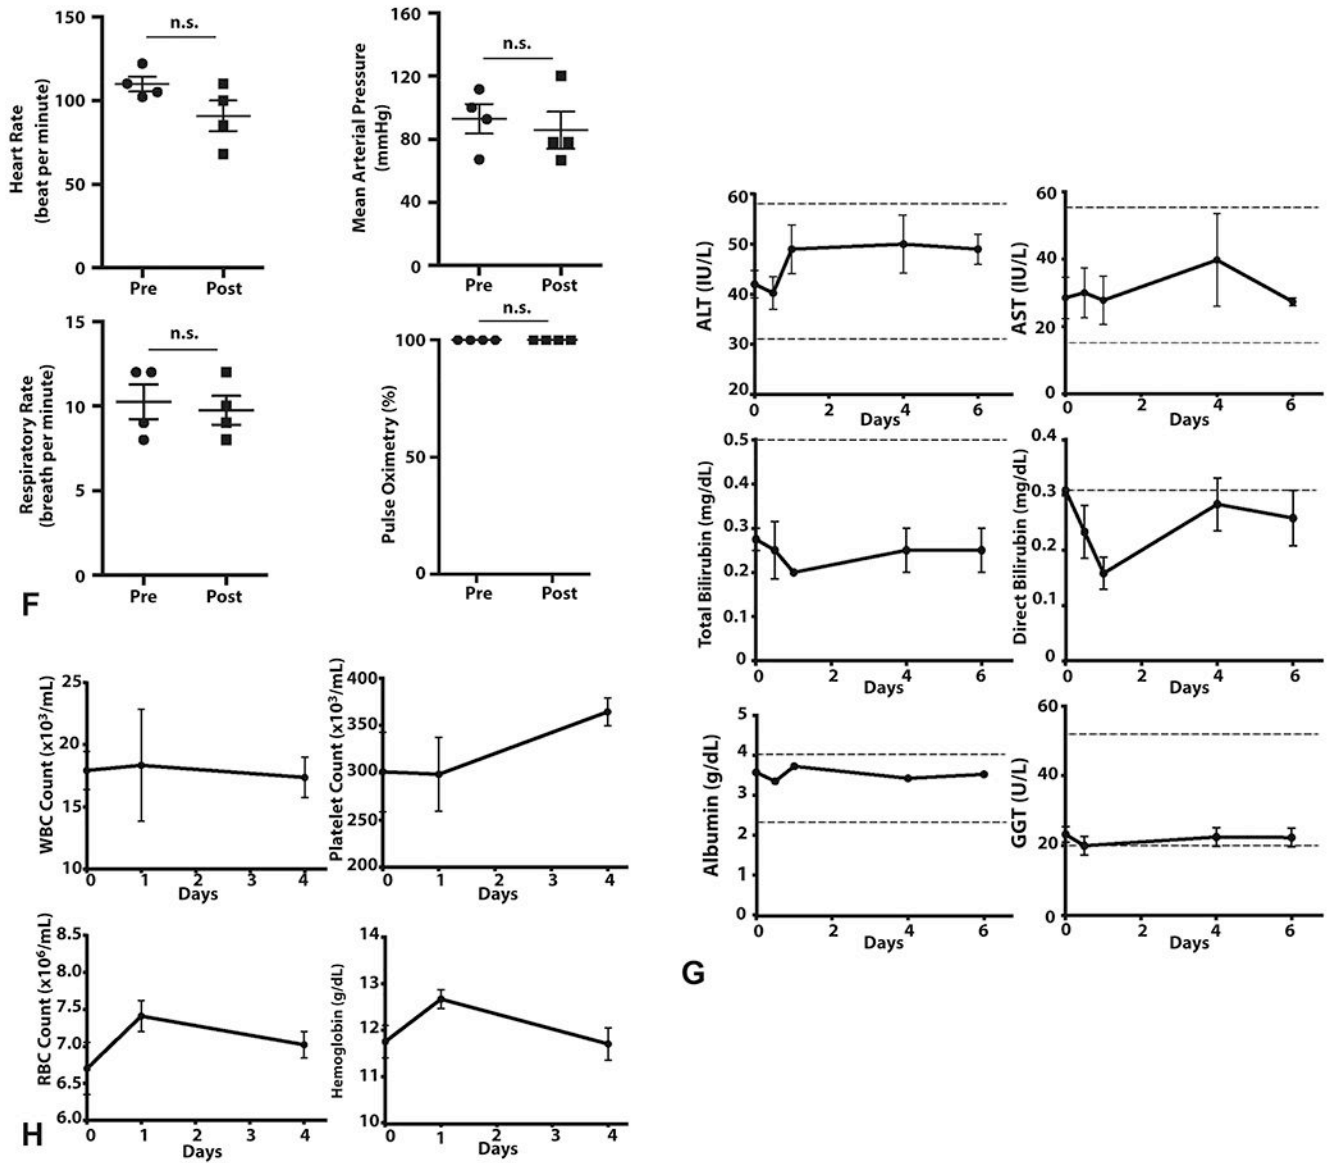 150
n.s.
100
50
0
Heart Rate
(beat per minute)
Pre
Post
160
n.s.
120
80
40
0
Mean Arterial Pressure
(mmHg)
Pre
Post
15
n.s.
10
5
0
Respiratory Rate
(breath per minute)
Pre
Post
n.s.
100
50
0
Pulse Oximetry (%)
Pre
Post
F
60
50
40
30
20
ALT (IU/L)
0
2
4
6
Days
60
40
20
0
AST (IU/L)
0
2
4
6
Days
0.5
0.4
0.3
0.2
0.1
0
Total Bilirubin (mg/dL)
0
2
4
6
Days
0.4
0.3
0.2
0.1
0
Direct Bilirubin (mg/dL)
0
2
4
6
Days
5
4
3
2
1
0
Albumin (g/dL)
0
2
4
6
Days
60
40
20
0
GGT (U/L)
0
2
4
6
Days
G
25
20
15
10
WBC Count (x10³/mL)
0
1
2
3
4
Days
400
350
300
250
200
Platelet Count (x10³/mL)
0
1
2
3
4
Days
8.5
8.0
7.5
7.0
6.5
6.0
RBC Count (x10⁶/mL)
0
1
2
3
4
Days
14
13
12
11
10
Hemoglobin (g/dL)
0
1
2
3
4
Days
H